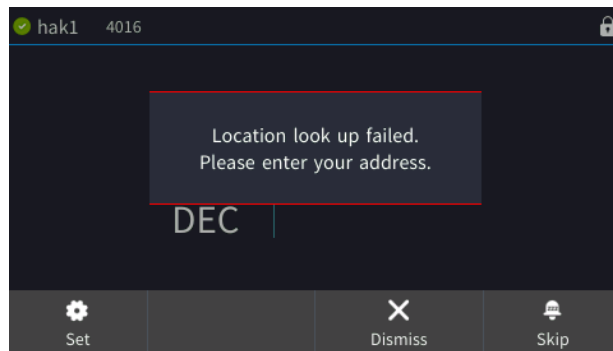 hak1 4016
Location look up failed.
Please enter your address.
DEC
Set Dismiss Skip